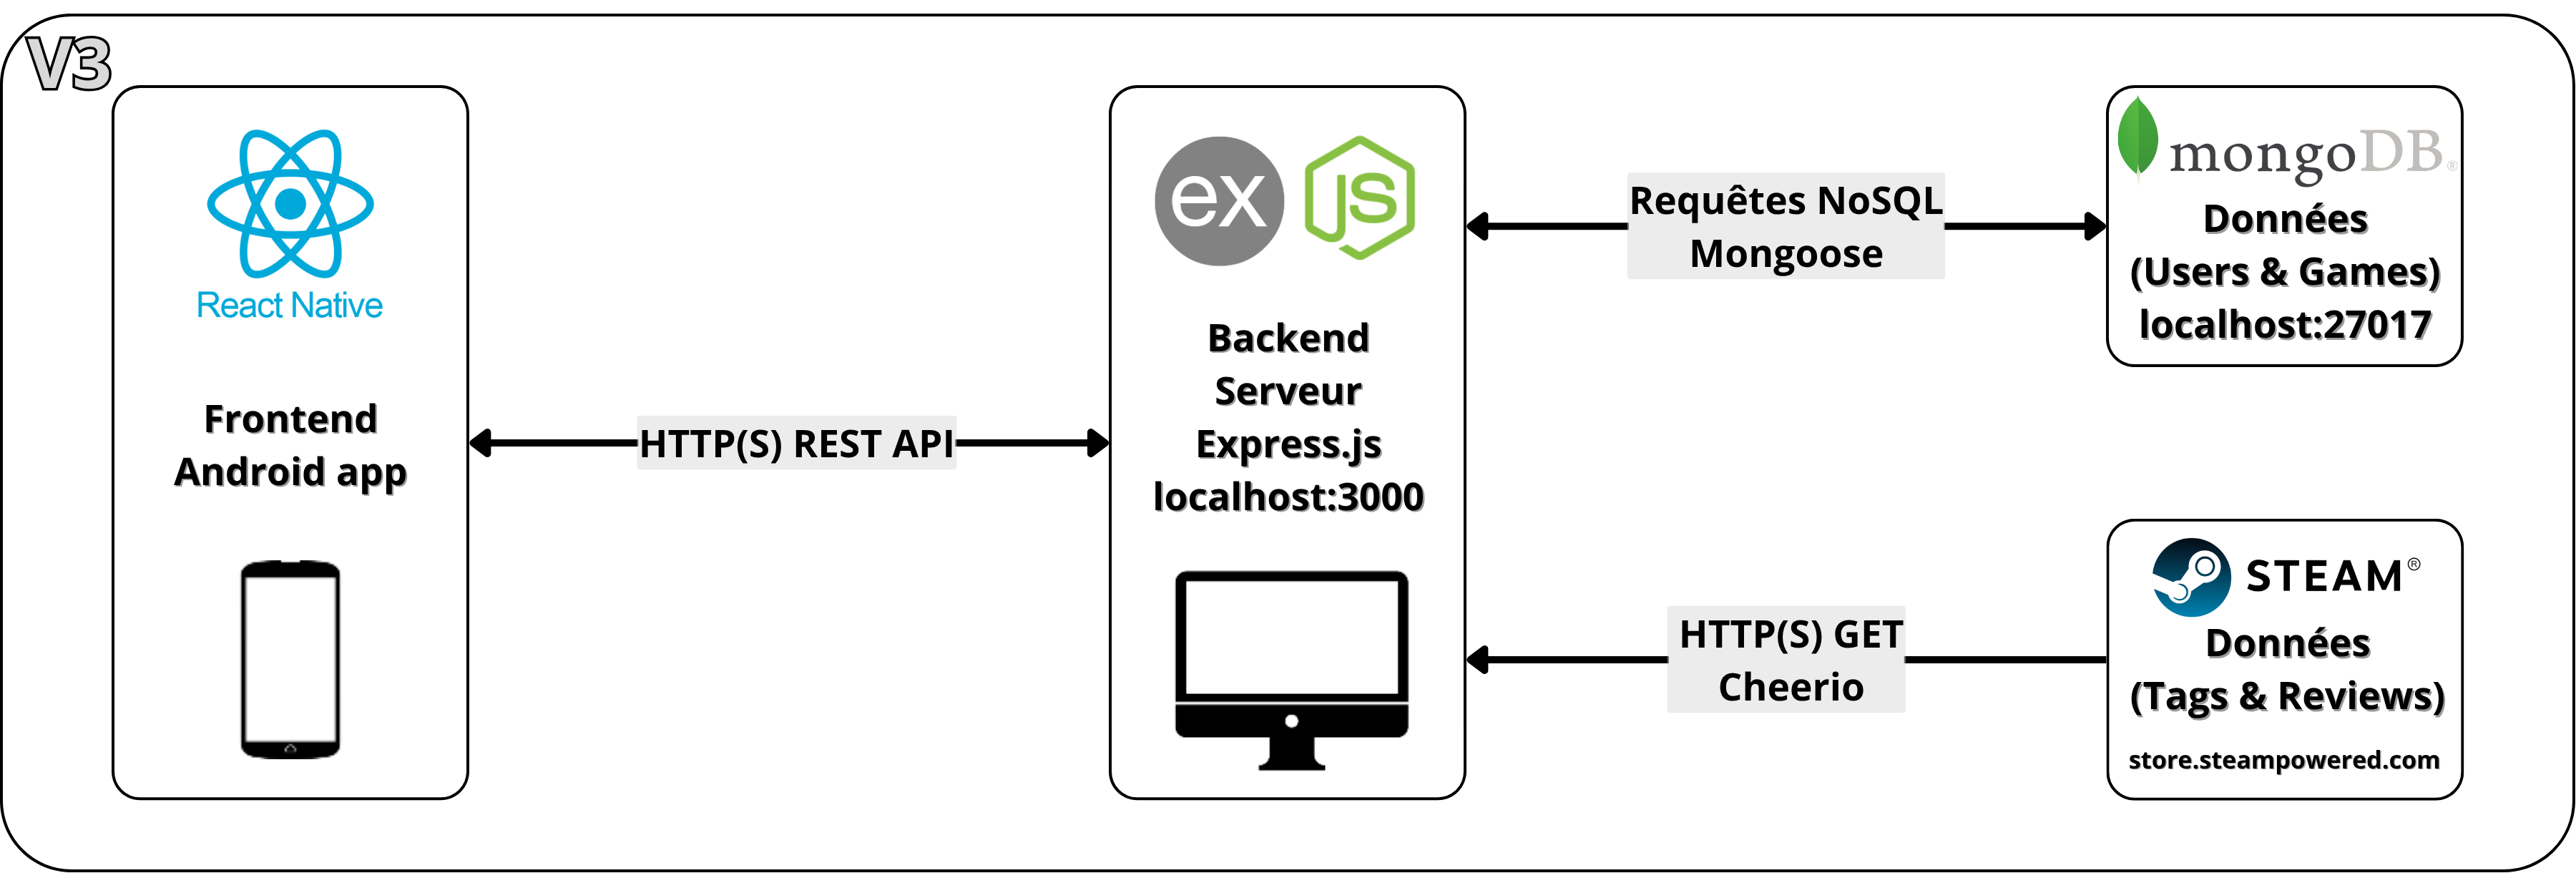 V3
React Native
Frontend
Android app
HTTP(S) REST API
ex
JS
Backend
Serveur
Express.js
localhost:3000
Requêtes NoSQL
Mongoose
mongoDB®
Données
(Users & Games)
localhost:27017
HTTP(S) GET
Cheerio
STEAM®
Données
(Tags & Reviews)
store.steampowered.com